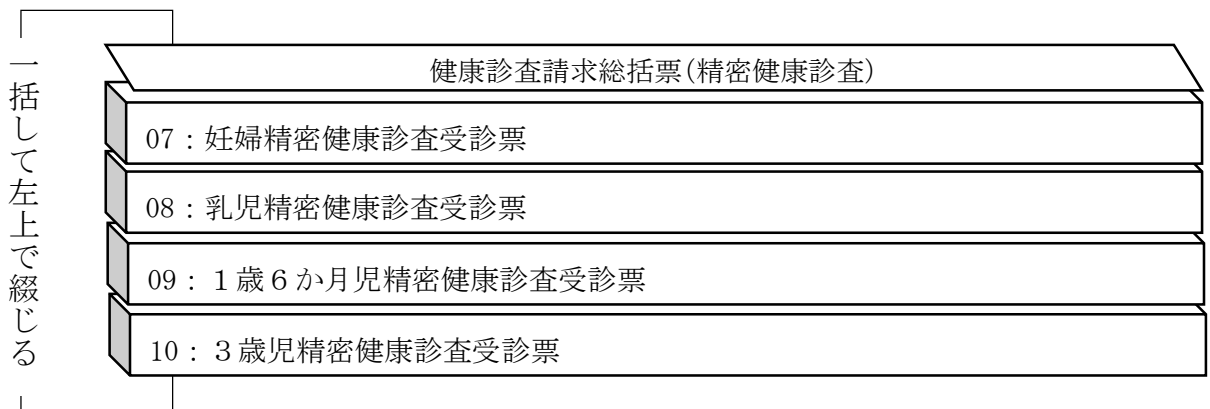 一括して左上で綴じる
健康診査請求総括票(精密健康診査)
07：妊婦精密健康診査受診票
08：乳児精密健康診査受診票
09：１歳６か月児精密健康診査受診票
10：３歳児精密健康診査受診票